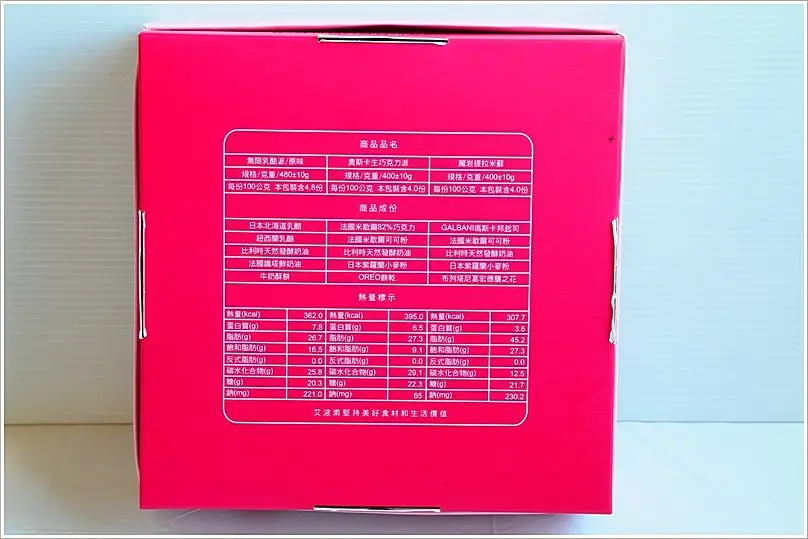 商品品名
無限乳酪派/原味 奧斯卡生巧克力派 魔岩提拉米蘇
規格/克重/480±10g 規格/克重/400±10g 規格/克重/400±10g
每份100公克 本包裝含4.8份 每份100公克 本包裝含4.0份 每份100公克 本包裝含4.0份
商品成份
日本北海道乳酪 法國米歇爾82%巧克力 GALBANI瑪斯卡邦起司
紐西蘭乳酪 法國米歇爾可可粉 法國米歇爾可可粉
比利時天然發酵奶油 比利時天然發酵奶油 比利時天然發酵奶油
法國鐵塔鮮奶油 日本紫羅蘭小麥粉 日本紫羅蘭小麥粉
牛奶酥餅 OREO餅乾 布列塔尼葛宏德鹽之花
熱量標示
熱量(kcal) 362.0 熱量(kcal) 395.0 熱量(kcal) 307.7
蛋白質(g) 7.8 蛋白質(g) 6.5 蛋白質(g) 3.6
脂肪(g) 26.7 脂肪(g) 27.3 脂肪(g) 45.2
飽和脂肪(g) 16.5 飽和脂肪(g) 9.1 飽和脂肪(g) 27.3
反式脂肪(g) 0.0 反式脂肪(g) 0.0 反式脂肪(g) 0.0
碳水化合物(g) 25.8 碳水化合物(g) 29.1 碳水化合物(g) 12.5
糖(g) 20.3 糖(g) 22.3 糖(g) 21.7
鈉(mg) 221.0 鈉(mg) 65 鈉(mg) 230.2
艾波索堅持美好食材和生活價值